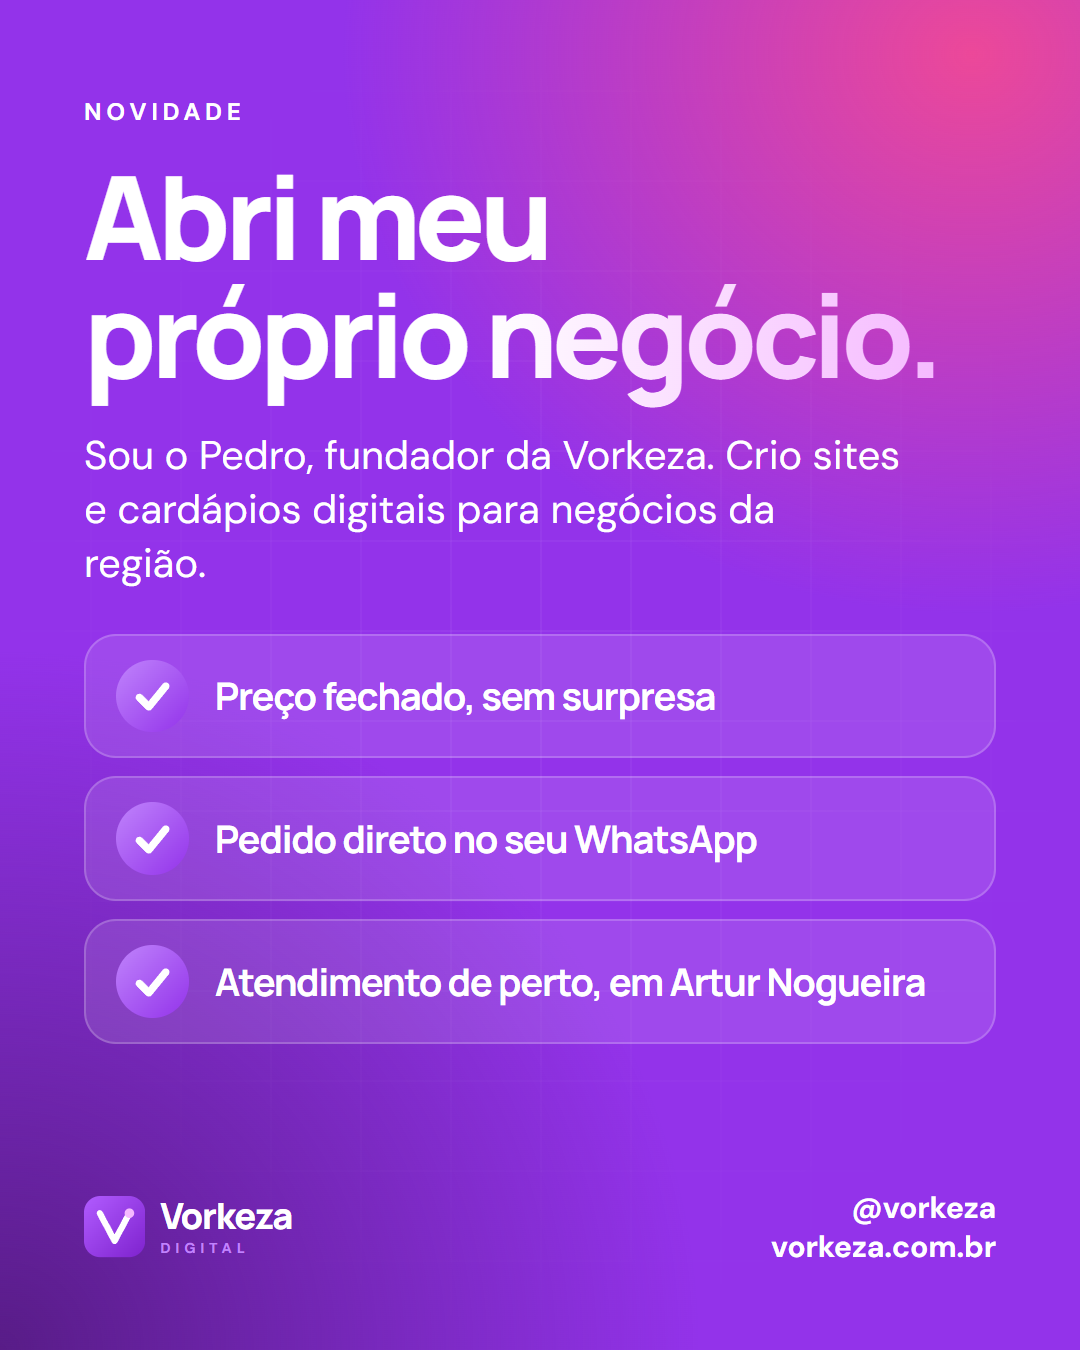 NOVIDADE
Abri meu
próprio negócio.
Sou o Pedro, fundador da Vorkeza. Crio sites
e cardápios digitais para negócios da
região.
Preço fechado, sem surpresa
Pedido direto no seu WhatsApp
Atendimento de perto, em Artur Nogueira
Vorkeza
DIGITAL
@vorkeza
vorkeza.com.br